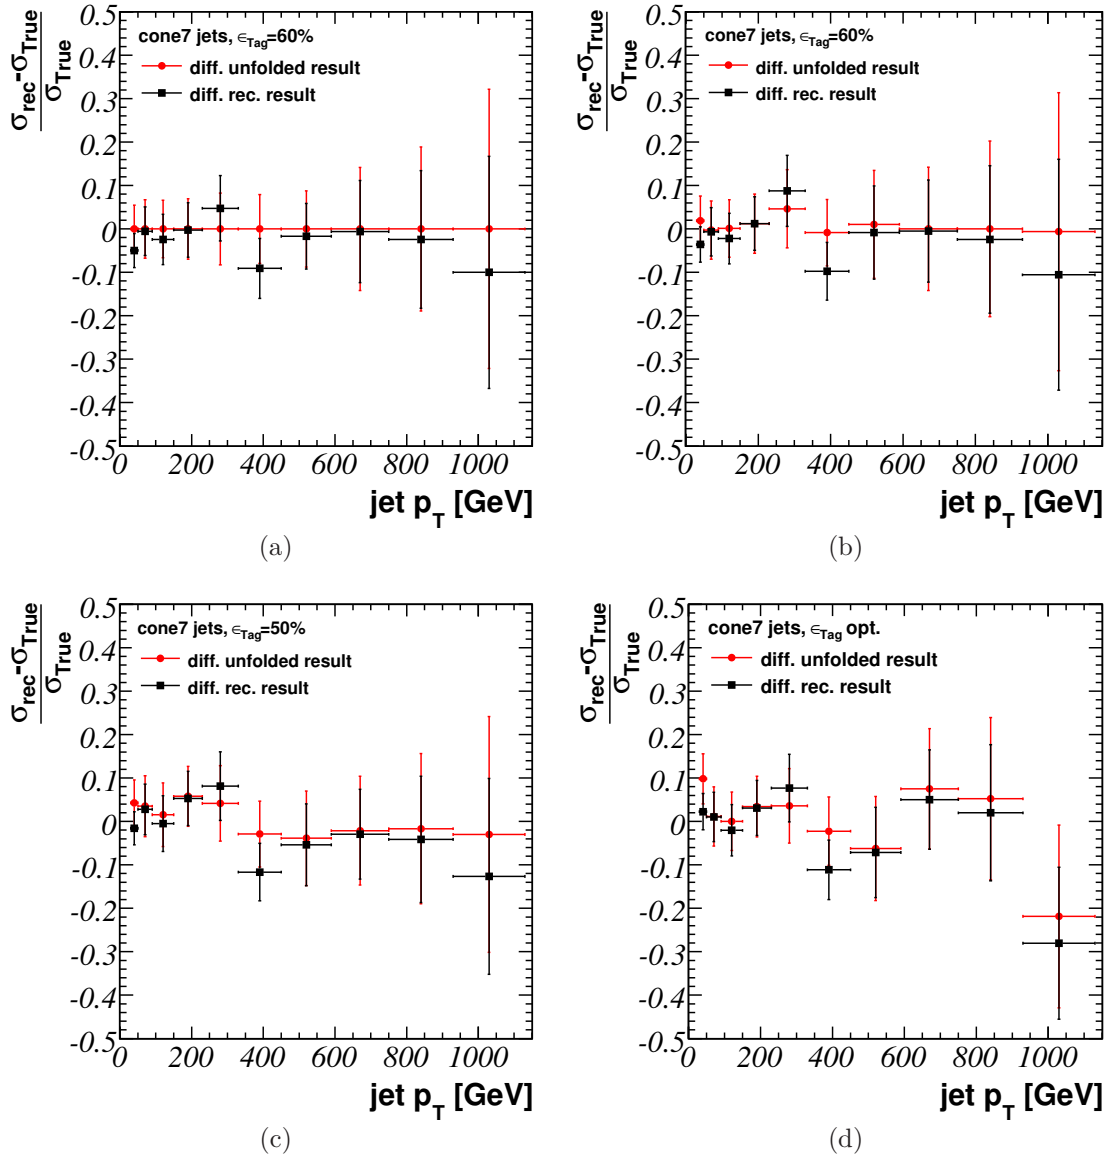 σrec-σTrue
σTrue
0.5
0.4
0.3
0.2
0.1
0
-0.1
-0.2
-0.3
-0.4
-0.5
cone7 jets, ϵTag=60%
diff. unfolded result
diff. rec. result
0 200 400 600 800 1000
jet pT [GeV]
(a)
σrec-σTrue
σTrue
0.5
0.4
0.3
0.2
0.1
0
-0.1
-0.2
-0.3
-0.4
-0.5
cone7 jets, ϵTag=60%
diff. unfolded result
diff. rec. result
0 200 400 600 800 1000
jet pT [GeV]
(b)
σrec-σTrue
σTrue
0.5
0.4
0.3
0.2
0.1
0
-0.1
-0.2
-0.3
-0.4
-0.5
cone7 jets, ϵTag=50%
diff. unfolded result
diff. rec. result
0 200 400 600 800 1000
jet pT [GeV]
(c)
σrec-σTrue
σTrue
0.5
0.4
0.3
0.2
0.1
0
-0.1
-0.2
-0.3
-0.4
-0.5
cone7 jets, ϵTag opt.
diff. unfolded result
diff. rec. result
0 200 400 600 800 1000
jet pT [GeV]
(d)